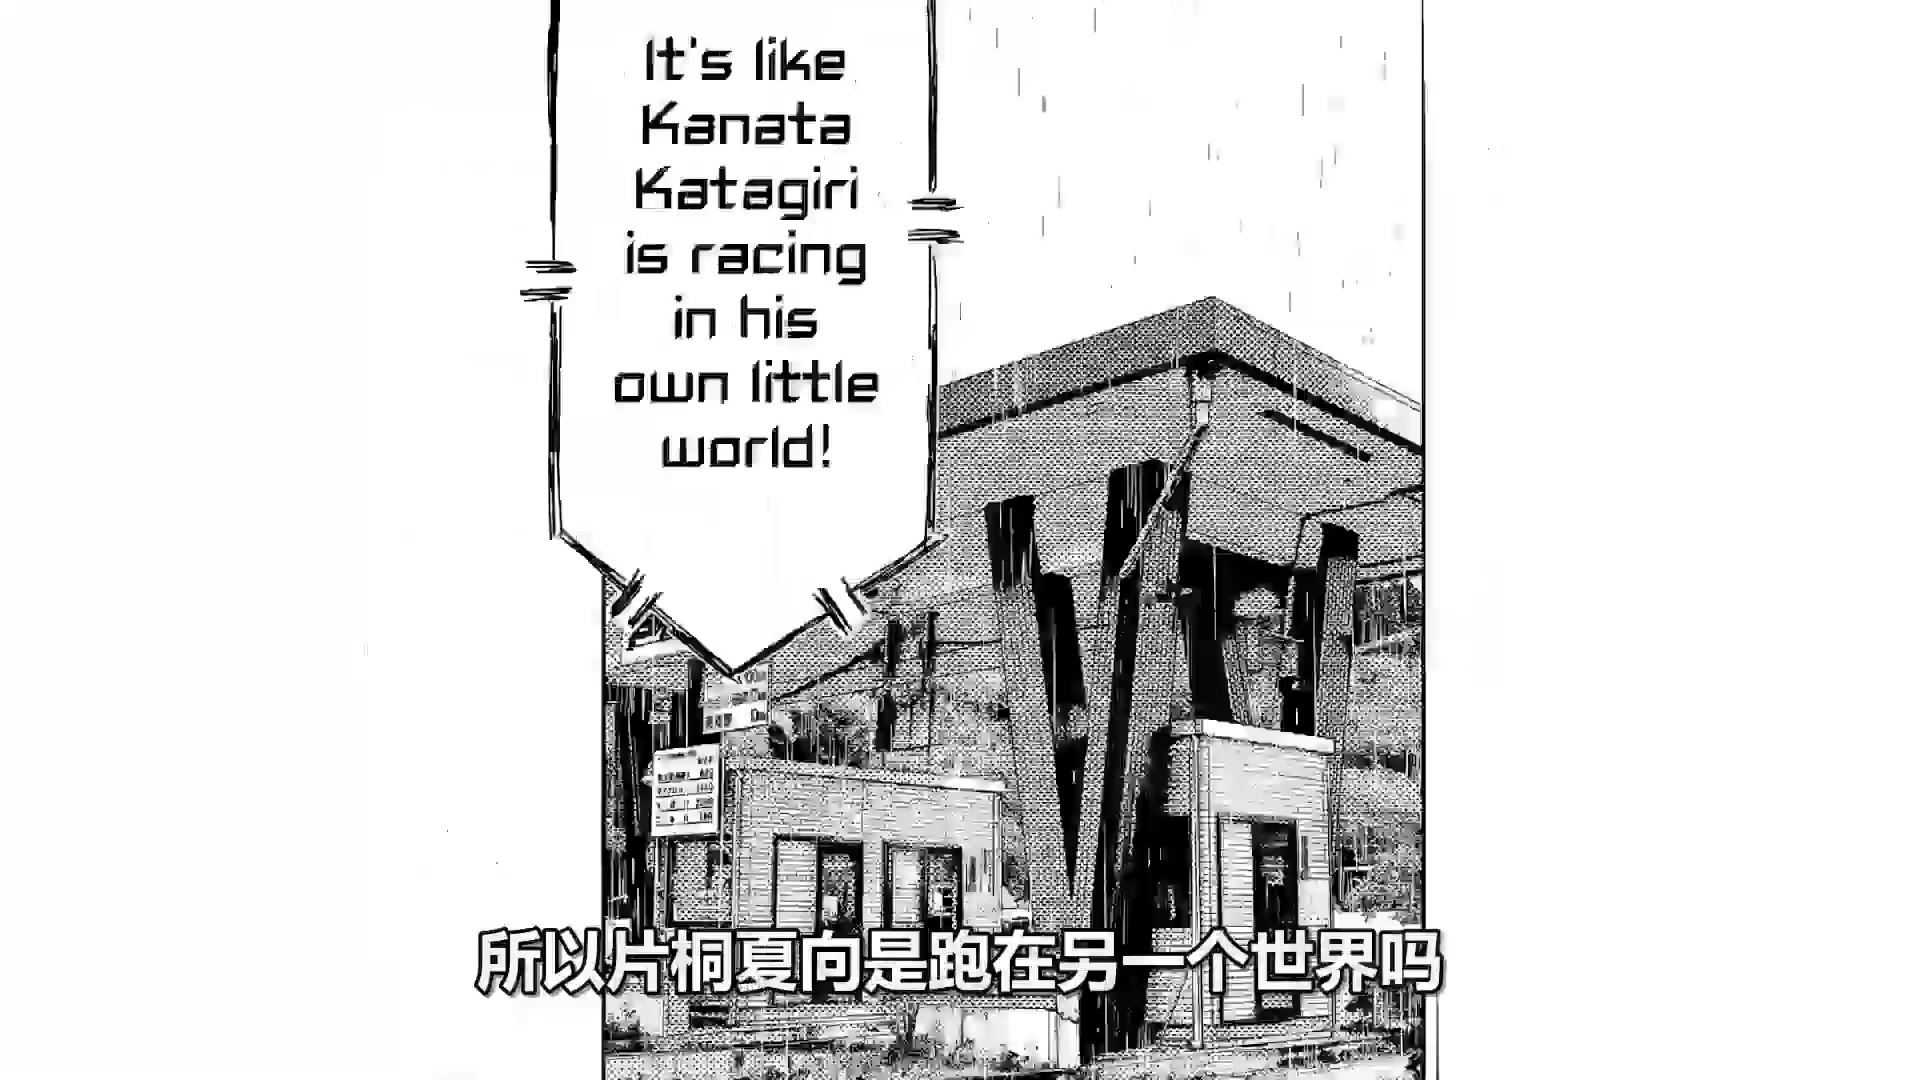 It's like
Kanata
Katagiri
is racing
in his
own little
world!
所以片桐夏向是跑在另一个世界吗